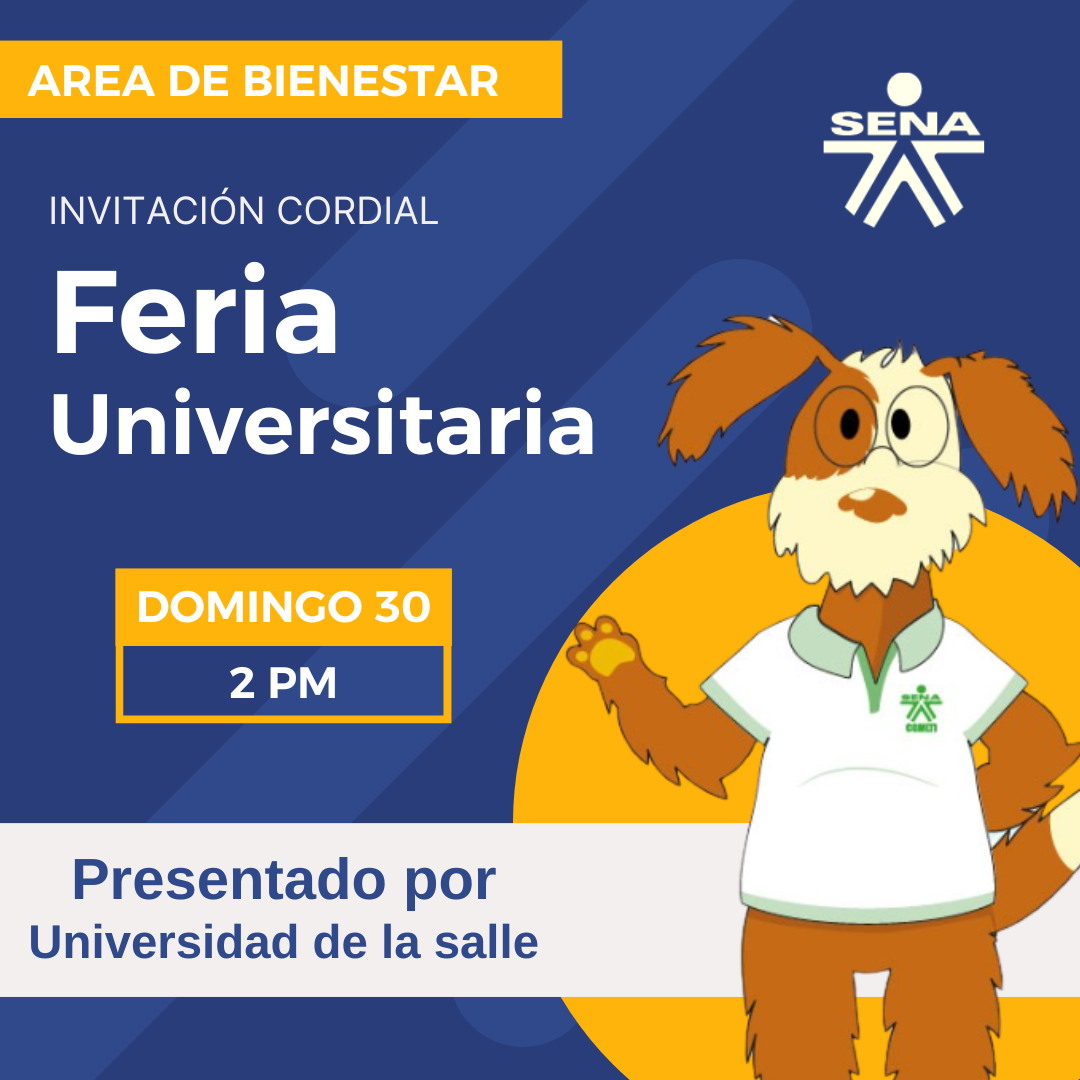 AREA DE BIENESTAR
SENA
INVITACIÓN CORDIAL
Feria
Universitaria
DOMINGO 30
2 PM
SENA
CGMLTI
Presentado por
Universidad de la salle